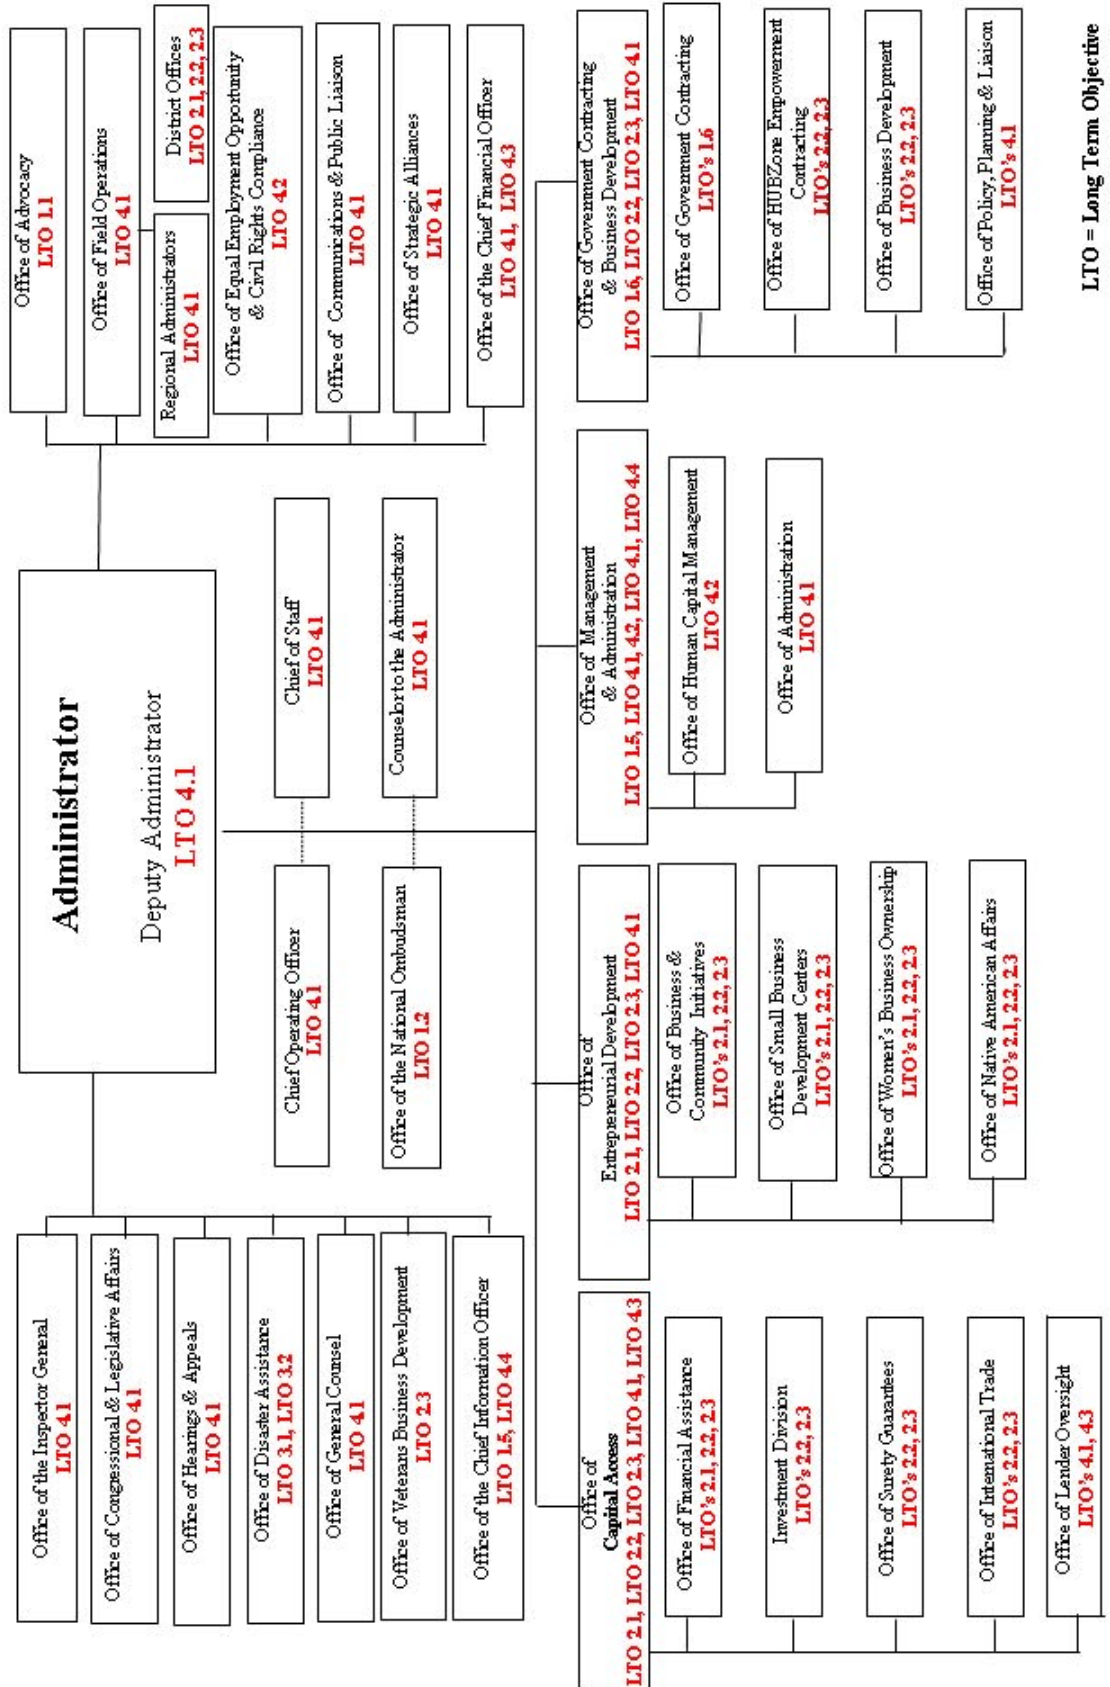 Administrator
Deputy Administrator
LTO 4.1
Office of the Inspector General
LTO 4.1
Office of Congressional & Legislative Affairs
LTO 4.1
Office of Hearings & Appeals
LTO 4.1
Office of Disaster Assistance
LTO 3.1, LTO 3.2
Office of General Counsel
LTO 4.1
Office of Veterans Business Development
LTO 2.3
Office of the Chief Information Officer
LTO 1.5, LTO 4.4
Chief Operating Officer
LTO 4.1
Office of the National Ombudsman
LTO 1.2
Chief of Staff
LTO 4.1
Counselor to the Administrator
LTO 4.1
Office of Advocacy
LTO 1.1
Office of Field Operations
LTO 4.1
Regional Administrators
LTO 4.1
District Offices
LTO 2.1, 2.2, 2.3
Office of Equal Employment Opportunity
& Civil Rights Compliance
LTO 4.2
Office of Communications & Public Liaison
LTO 4.1
Office of Strategic Alliances
LTO 4.1
Office of the Chief Financial Officer
LTO 4.1, LTO 4.3
Office of
Capital Access
LTO 2.1, LTO 2.2, LTO 2.3, LTO 4.1, LTO 4.3
Office of Financial Assistance
LTO's 2.1, 2.2, 2.3
Investment Division
LTO's 2.2, 2.3
Office of Surety Guarantees
LTO's 2.2, 2.3
Office of International Trade
LTO's 2.2, 2.3
Office of Lender Oversight
LTO's 4.1, 4.3
Office of
Entrepreneurial Development
LTO 2.1, LTO 2.2, LTO 2.3, LTO 4.1
Office of Business &
Community Initiatives
LTO's 2.1, 2.2, 2.3
Office of Small Business
Development Centers
LTO's 2.1, 2.2, 2.3
Office of Women's Business Ownership
LTO's 2.1, 2.2, 2.3
Office of Native American Affairs
LTO's 2.1, 2.2, 2.3
Office of Management
& Administration
LTO 1.5, LTO 4.1, 4.2, LTO 4.1, LTO 4.4
Office of Human Capital Management
LTO 4.2
Office of Administration
LTO 4.1
Office of Government Contracting
& Business Development
LTO 1.6, LTO 2.2, LTO 2.3, LTO 4.1
Office of Government Contracting
LTO's 1.6
Office of HUBZone Empowerment
Contracting
LTO's 2.2, 2.3
Office of Business Development
LTO's 2.2, 2.3
Office of Policy, Planning & Liaison
LTO's 4.1
LTO = Long Term Objective